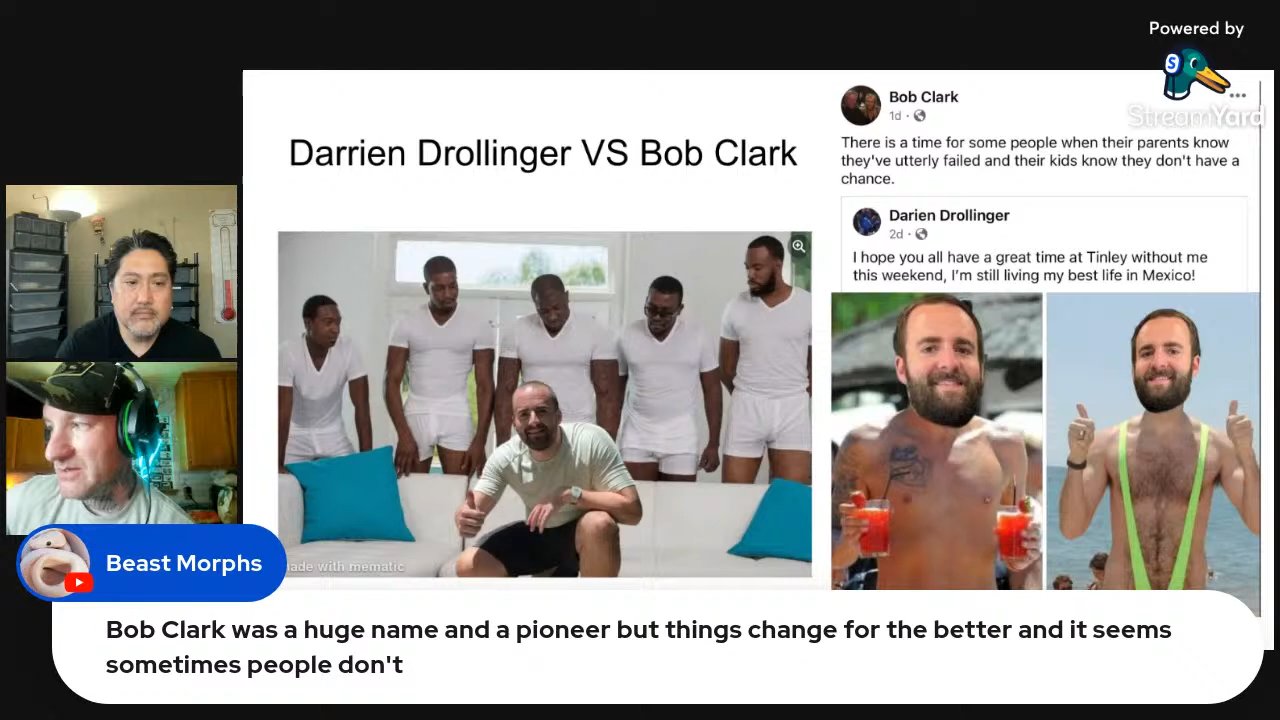 Powered by
StreamYard
Darrien Drollinger VS Bob Clark
Bob Clark
1d
There is a time for some people when their parents know
they've utterly failed and their kids know they don't have a
chance.
Darien Drollinger
2d
I hope you all have a great time at Tinley without me
this weekend, I'm still living my best life in Mexico!
made with mematic
Beast Morphs
Bob Clark was a huge name and a pioneer but things change for the better and it seems
sometimes people don't